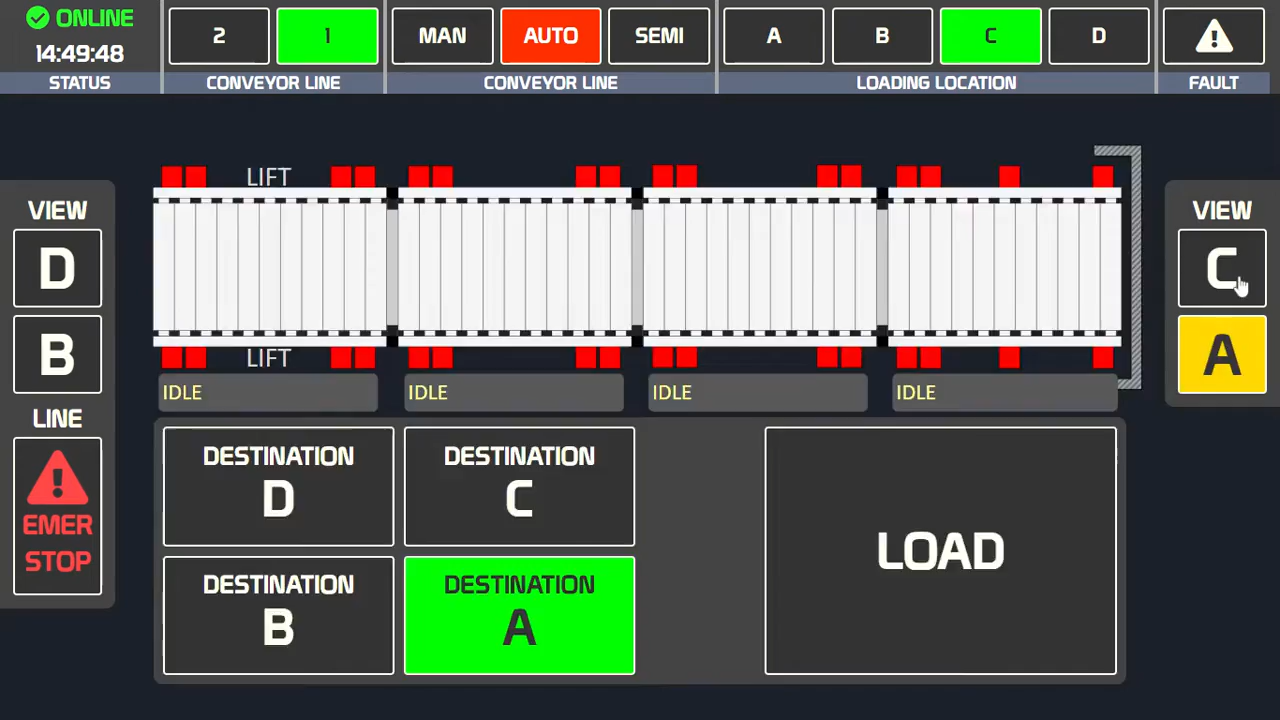 ONLINE
14:49:48
STATUS
2
1
CONVEYOR LINE
MAN
AUTO
SEMI
CONVEYOR LINE
A
B
C
D
LOADING LOCATION
FAULT
VIEW
D
B
LINE
EMER
STOP
LIFT
LIFT
IDLE
IDLE
IDLE
IDLE
VIEW
C
A
DESTINATION
D
DESTINATION
C
DESTINATION
B
DESTINATION
A
LOAD